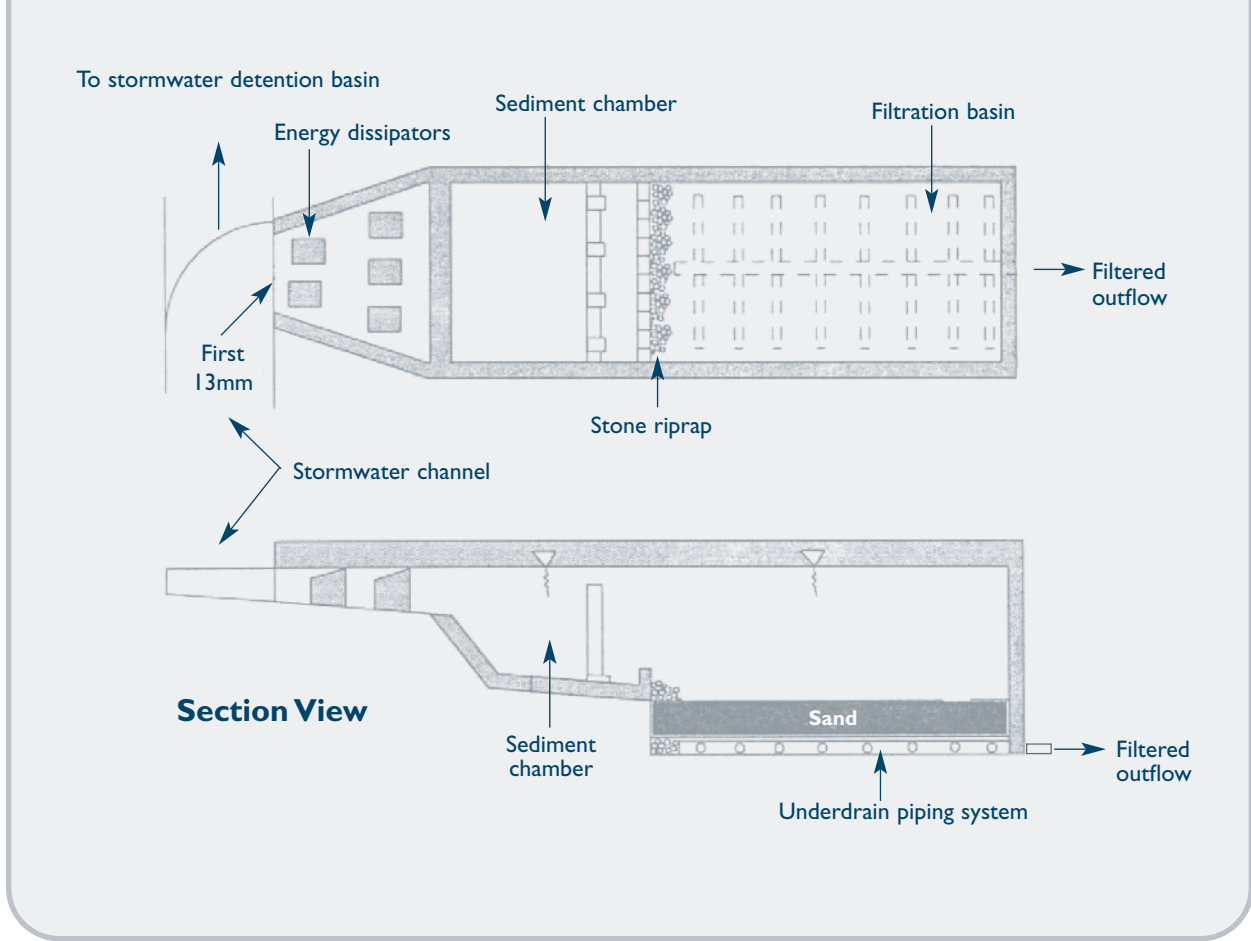 To stormwater detention basin
Energy dissipators
Sediment chamber
Filtration basin
Filtered
outflow
First
13mm
Stone riprap
Stormwater channel
Section View
Sand
Sediment
chamber
Filtered
outflow
Underdrain piping system